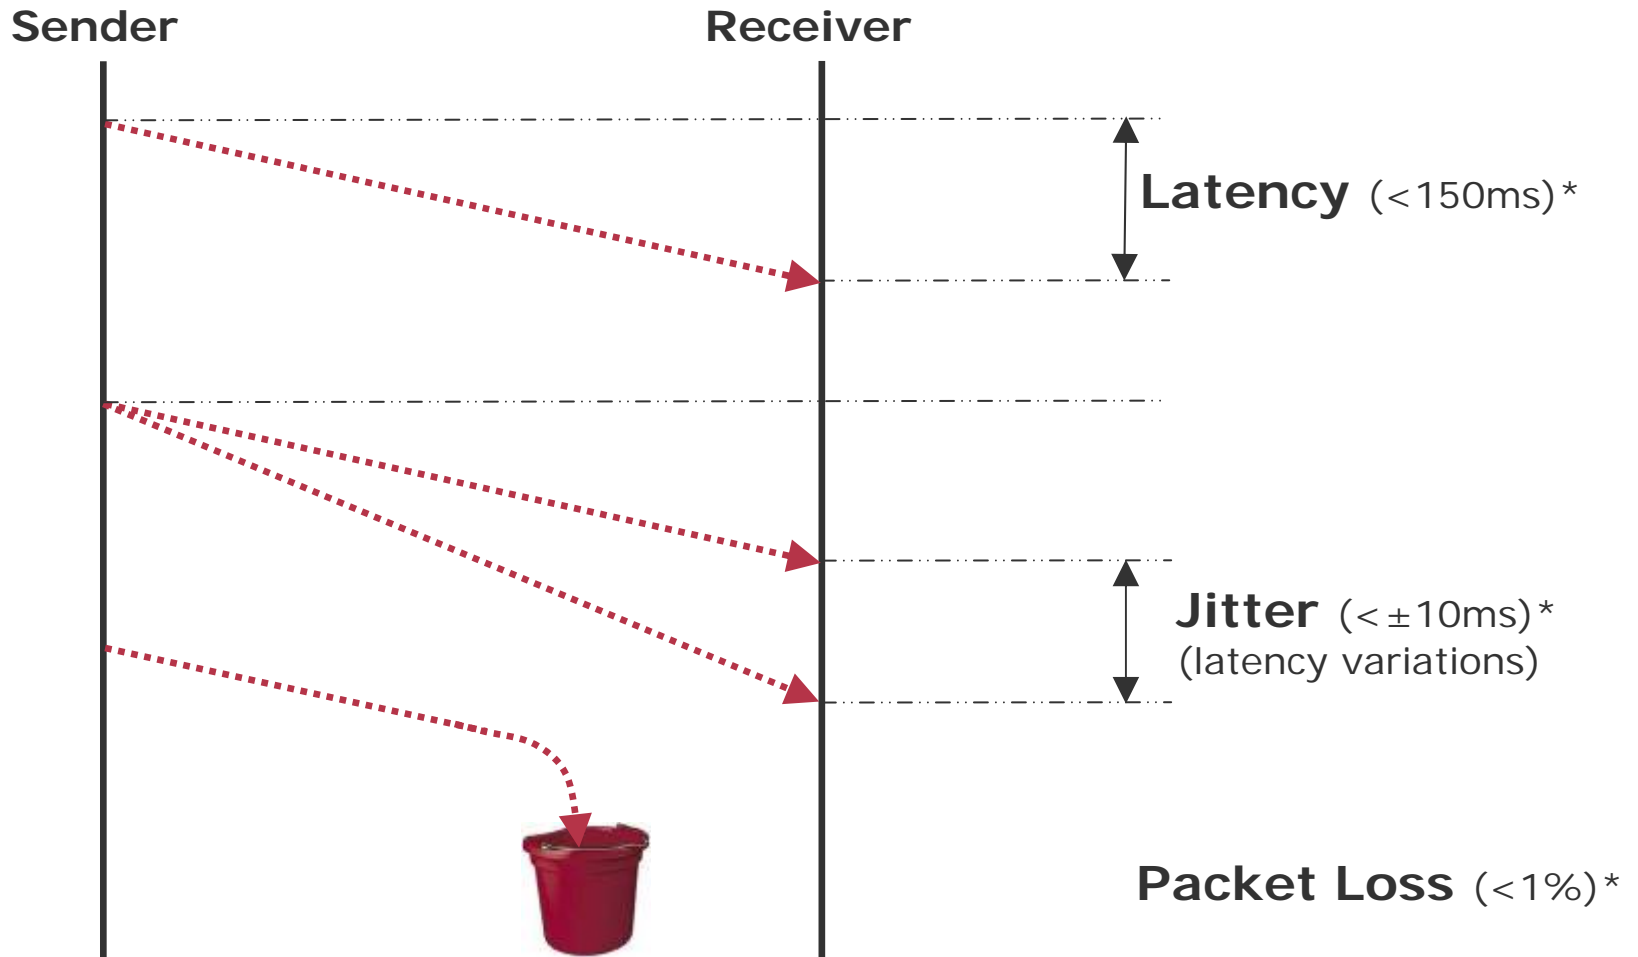 Sender
Receiver
Latency (<150ms)*
Jitter (<±10ms)*
(latency variations)
Packet Loss (<1%)*